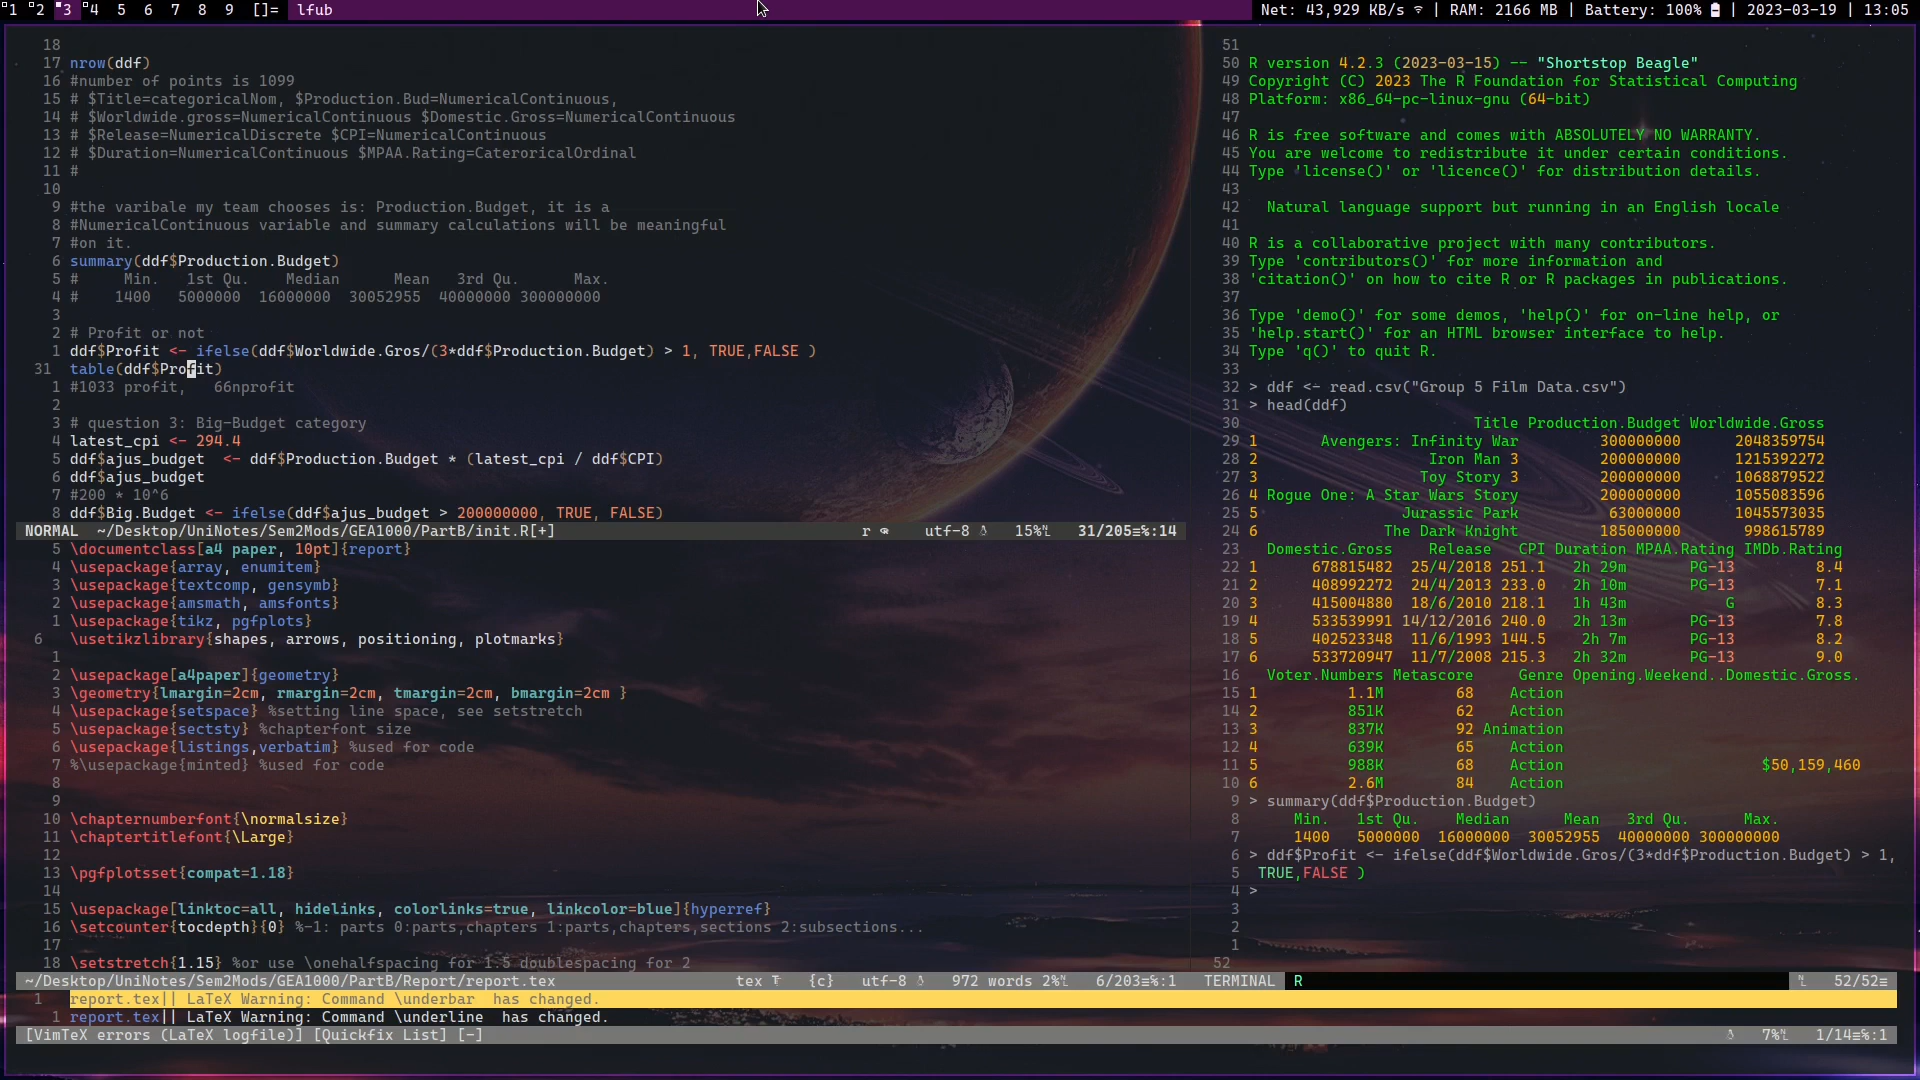 1 2 3 4 5 6 7 8 9 []= lfub Net: 43,929 KB/s | RAM: 2166 MB | Battery: 100% | 2023-03-19 | 13:05
18
17 nrow(ddf)
16 #number of points is 1099
15 # $Title=categoricalNom, $Production.Bud=NumericalContinuous,
14 # $Worldwide.gross=NumericalContinuous $Domestic.Gross=NumericalContinuous
13 # $Release=NumericalDiscrete $CPI=NumericalContinuous
12 # $Duration=NumericalContinuous $MPAA.Rating=CateroricalOrdinal
11 #
10
9 #the varibale my team chooses is: Production.Budget, it is a
8 #NumericalContinuous variable and summary calculations will be meaningful
7 #on it.
6 summary(ddf$Production.Budget)
5 #     Min.   1st Qu.    Median      Mean   3rd Qu.      Max.
4 #    1400   5000000  16000000  30052955  40000000 300000000
3
2 # Profit or not
1 ddf$Profit <- ifelse(ddf$Worldwide.Gros/(3*ddf$Production.Budget) > 1, TRUE,FALSE )
31 table(ddf$Profit)
1 #1033 profit,   66nprofit
2
3 # question 3: Big-Budget category
4 latest_cpi <- 294.4
5 ddf$ajus_budget  <- ddf$Production.Budget * (latest_cpi / ddf$CPI)
6 ddf$ajus_budget
7 #200 * 10^6
8 ddf$Big.Budget <- ifelse(ddf$ajus_budget > 200000000, TRUE, FALSE)
NORMAL  ~/Desktop/UniNotes/Sem2Mods/GEA1000/PartB/init.R[+] r utf-8 15% 31/205≡%:14
5 \documentclass[a4 paper, 10pt]{report}
4 \usepackage{array, enumitem}
3 \usepackage{textcomp, gensymb}
2 \usepackage{amsmath, amsfonts}
1 \usepackage{tikz, pgfplots}
6 \usetikzlibrary{shapes, arrows, positioning, plotmarks}
1
2 \usepackage[a4paper]{geometry}
3 \geometry{lmargin=2cm, rmargin=2cm, tmargin=2cm, bmargin=2cm }
4 \usepackage{setspace} %setting line space, see setstretch
5 \usepackage{sectsty} %chapterfont size
6 \usepackage{listings,verbatim} %used for code
7 %\usepackage{minted} %used for code
8
9
10 \chapternumberfont{\normalsize}
11 \chaptertitlefont{\Large}
12
13 \pgfplotsset{compat=1.18}
14
15 \usepackage[linktoc=all, hidelinks, colorlinks=true, linkcolor=blue]{hyperref}
16 \setcounter{tocdepth}{0} %-1: parts 0:parts,chapters 1:parts,chapters,sections 2:subsections...
17
18 \setstretch{1.15} %or use \onehalfspacing for 1.5 doublespacing for 2
~/Desktop/UniNotes/Sem2Mods/GEA1000/PartB/Report/report.tex tex {c} utf-8 972 words 2% 6/203≡%:1
51
50 R version 4.2.3 (2023-03-15) -- "Shortstop Beagle"
49 Copyright (C) 2023 The R Foundation for Statistical Computing
48 Platform: x86_64-pc-linux-gnu (64-bit)
47
46 R is free software and comes with ABSOLUTELY NO WARRANTY.
45 You are welcome to redistribute it under certain conditions.
44 Type 'license()' or 'licence()' for distribution details.
43
42   Natural language support but running in an English locale
41
40 R is a collaborative project with many contributors.
39 Type 'contributors()' for more information and
38 'citation()' on how to cite R or R packages in publications.
37
36 Type 'demo()' for some demos, 'help()' for on-line help, or
35 'help.start()' for an HTML browser interface to help.
34 Type 'q()' to quit R.
33
32 > ddf <- read.csv("Group 5 Film Data.csv")
31 > head(ddf)
30 Title Production.Budget Worldwide.Gross
29 1 Avengers: Infinity War 300000000 2048359754
28 2 Iron Man 3 200000000 1215392272
27 3 Toy Story 3 200000000 1068879522
26 4 Rogue One: A Star Wars Story 200000000 1055083596
25 5 Jurassic Park 63000000 1045573035
24 6 The Dark Knight 185000000 998615789
23 Domestic.Gross Release CPI Duration MPAA.Rating IMDb.Rating
22 1 678815482 25/4/2018 251.1 2h 29m PG-13 8.4
21 2 408992272 24/4/2013 233.0 2h 10m PG-13 7.1
20 3 415004880 18/6/2010 218.1 1h 43m G 8.3
19 4 533539991 14/12/2016 240.0 2h 13m PG-13 7.8
18 5 402523348 11/6/1993 144.5 2h 7m PG-13 8.2
17 6 533720947 11/7/2008 215.3 2h 32m PG-13 9.0
16 Voter.Numbers Metascore Genre Opening.Weekend..Domestic.Gross.
15 1 1.1M 68 Action
14 2 851K 62 Action
13 3 837K 92 Animation
12 4 639K 65 Action
11 5 988K 68 Action $50,159,460
10 6 2.6M 84 Action
9 > summary(ddf$Production.Budget)
8 Min. 1st Qu. Median Mean 3rd Qu. Max.
7 1400 5000000 16000000 30052955 40000000 300000000
6 > ddf$Profit <- ifelse(ddf$Worldwide.Gros/(3*ddf$Production.Budget) > 1,
5 TRUE,FALSE )
4 >
3
2
1
52
TERMINAL R 52/52≡
1 report.tex|| LaTeX Warning: Command \underbar  has changed.
1 report.tex|| LaTeX Warning: Command \underline  has changed.
[VimTeX errors (LaTeX logfile)] [Quickfix List] [-] 7% 1/14≡%:1